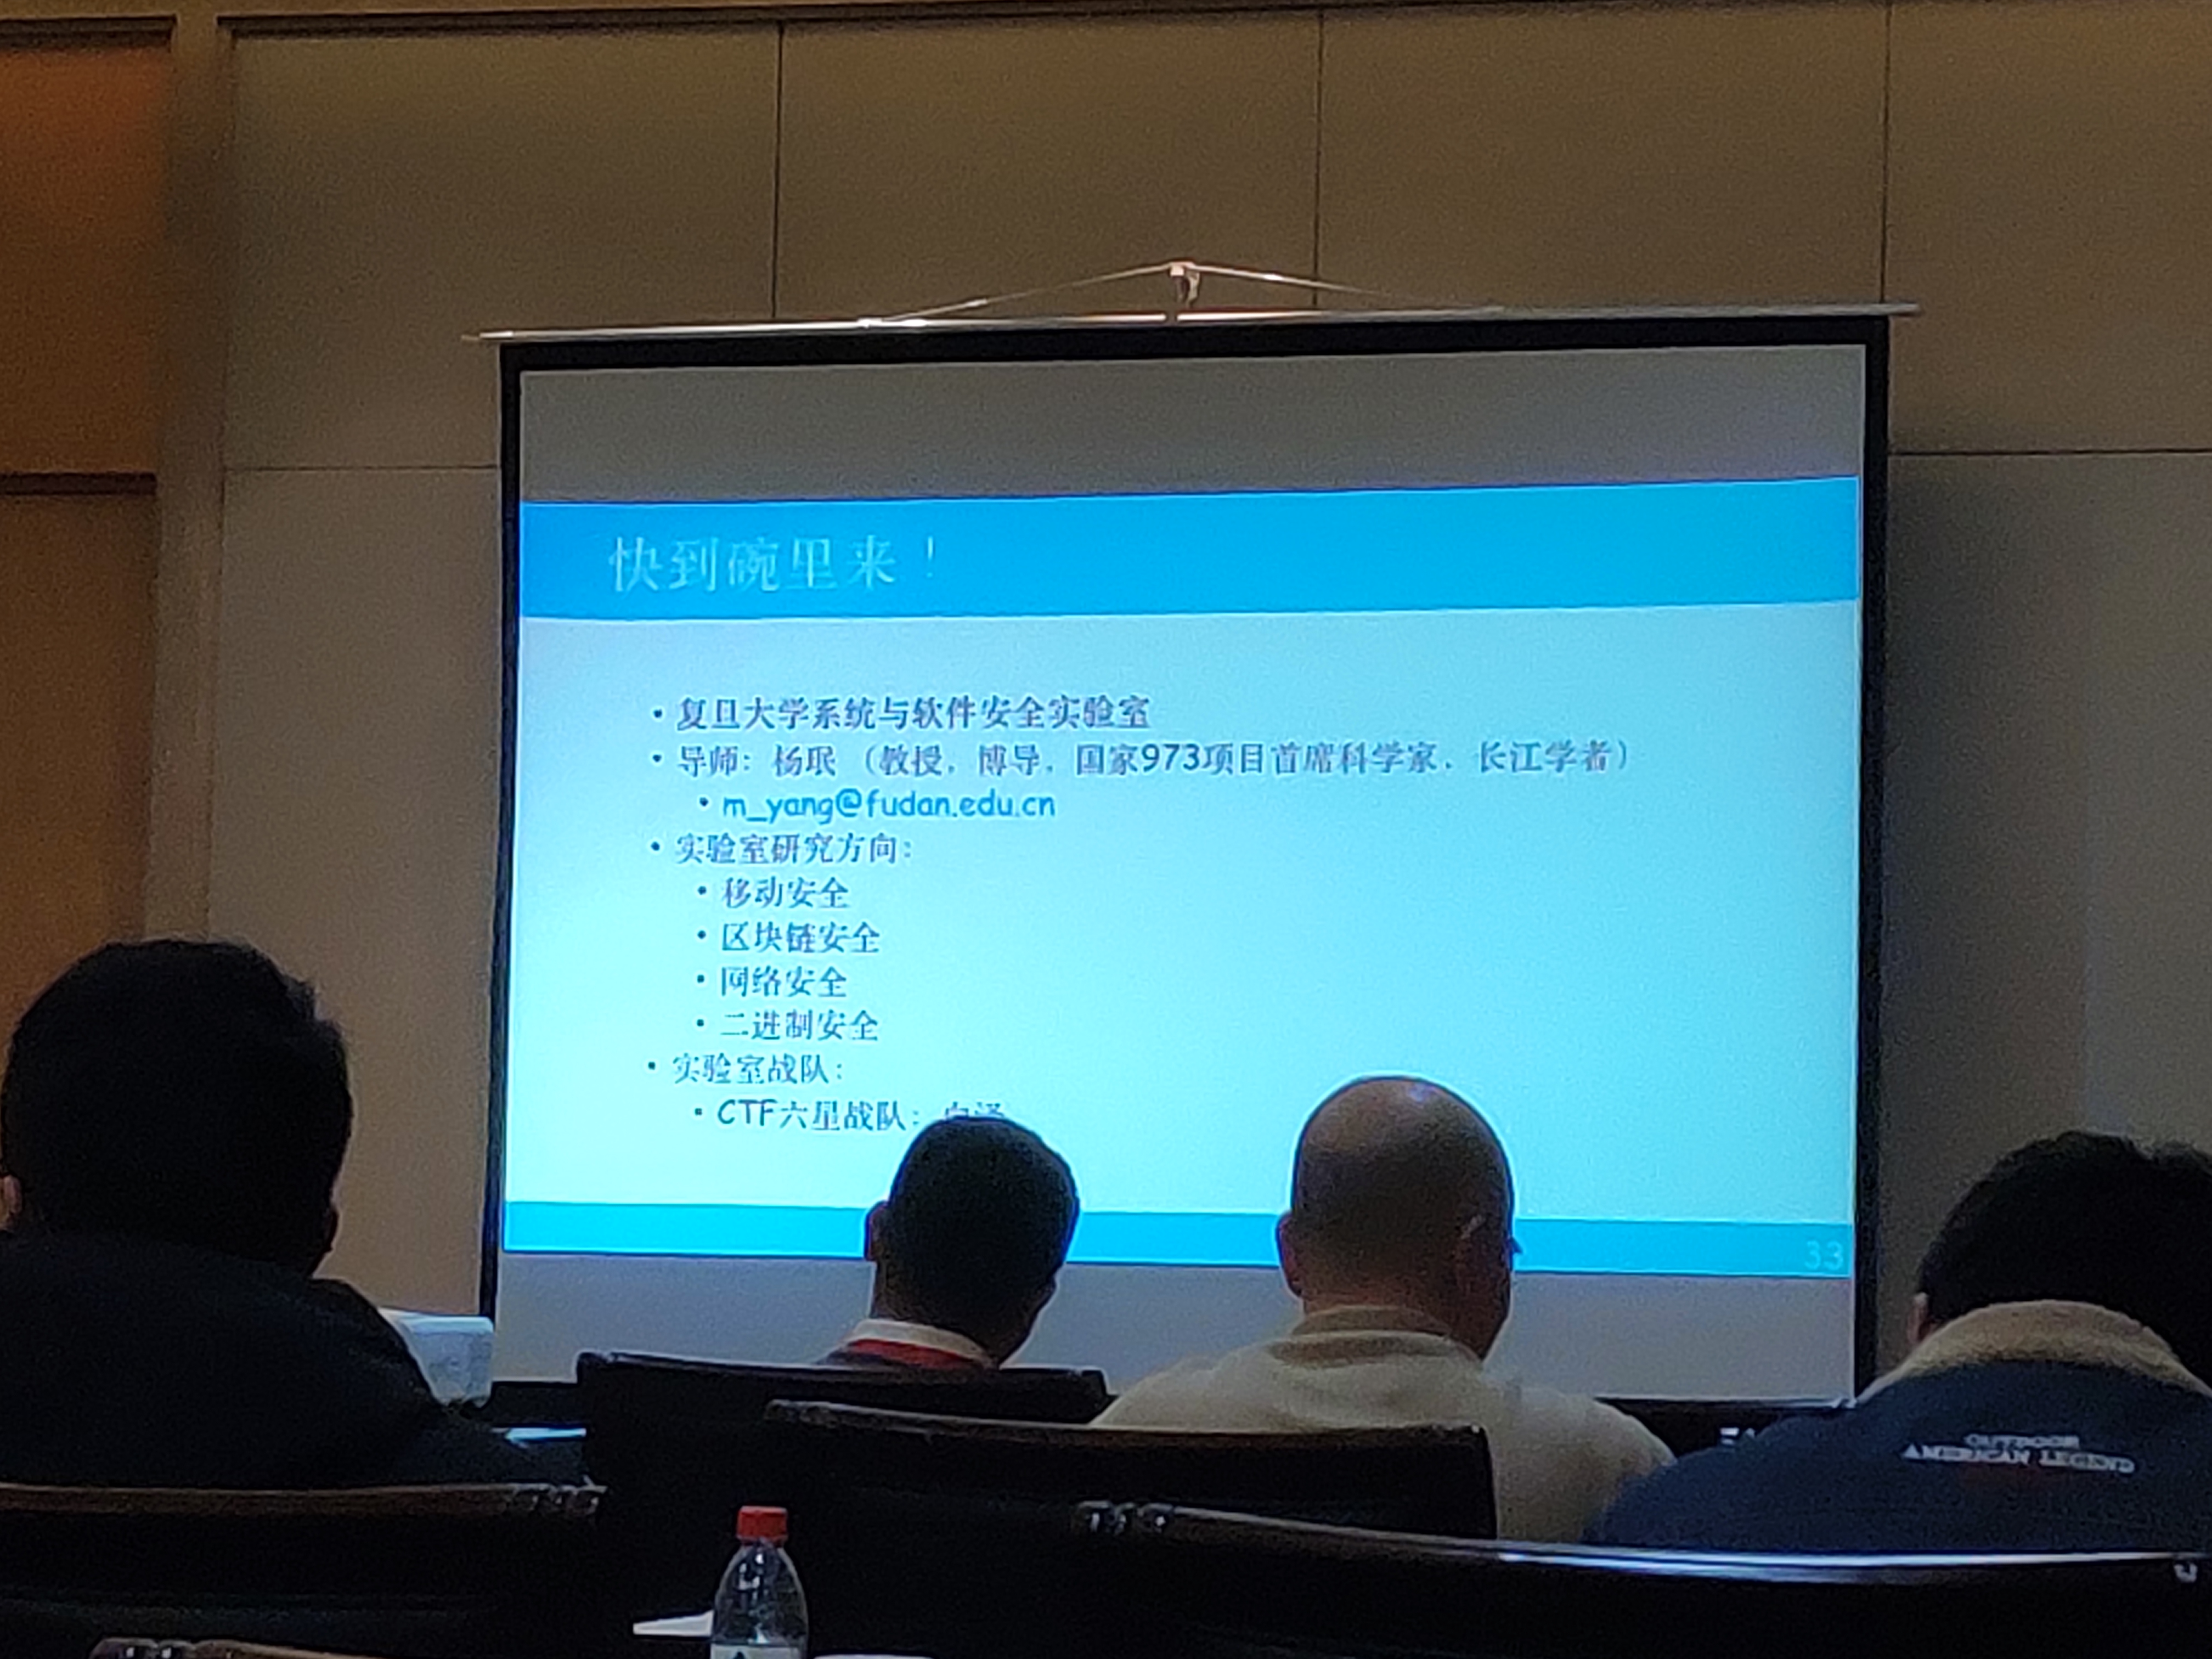 快到碗里来！
• 复旦大学系统与软件安全实验室
• 导师：杨珉（教授，博导，国家973项目首席科学家，长江学者）
• m_yang@fudan.edu.cn
• 实验室研究方向：
• 移动安全
• 区块链安全
• 网络安全
• 二进制安全
• 实验室战队：
• CTF六星战队：
33
OUTDOOR
AMERICAN LEGEND